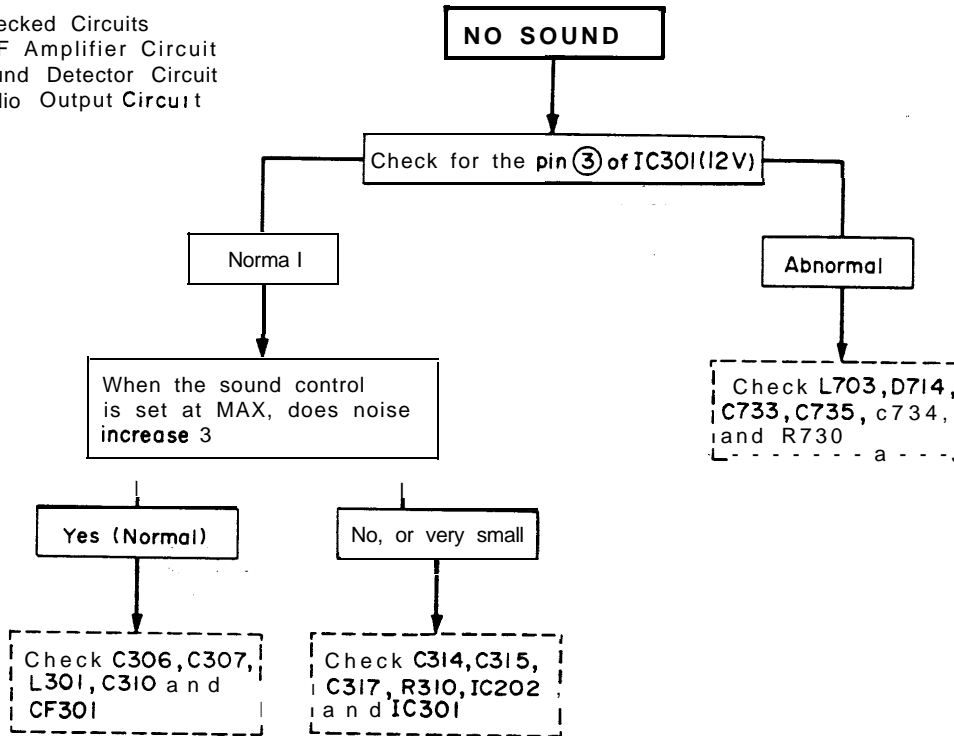 ecked Circuits
F Amplifier Circuit
und Detector Circuit
dio Output Circuit
NO SOUND
Check for the pin ③ of IC301(12V)
Norma l
Abnormal
When the sound control
is set at MAX, does noise
increase 3
Check L703, D714,
C733, C735, c734,
and R730
a
Yes (Normal)
No, or very small
Check C306, C307,
L301, C310 and
CF301
Check C314, C315,
C317, R310, IC202
and IC301